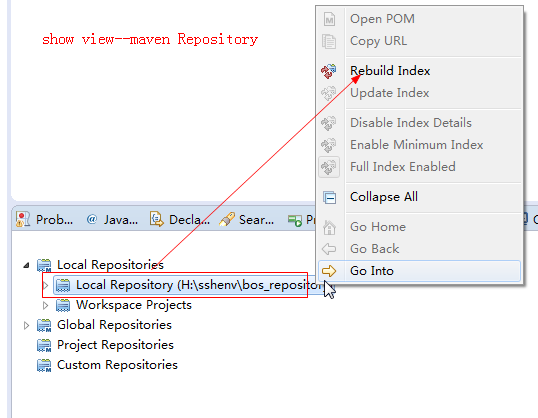 show view--maven Repository
Open POM
Copy URL
Rebuild Index
Update Index
Disable Index Details
Enable Minimum Index
Full Index Enabled
Collapse All
Go Home
Go Back
Go Into
Prob... @ Java... Decla... Sear...
Local Repositories
Local Repository (H:\sshenv\bos_repositor
Workspace Projects
Global Repositories
Project Repositories
Custom Repositories